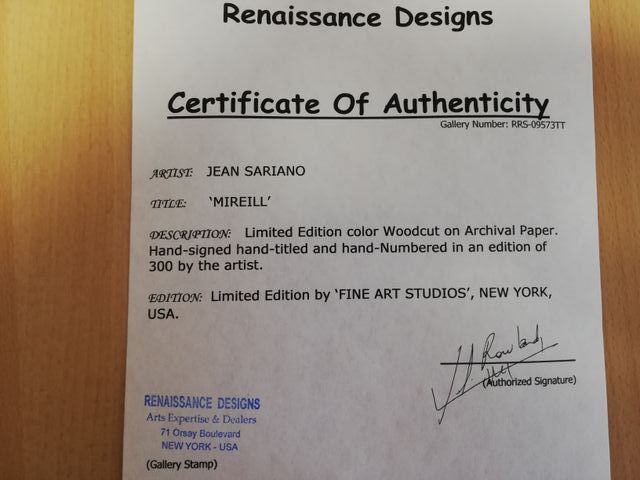 Renaissance Designs
Certificate Of Authenticity
Gallery Number: RRS-09573TT
ARTIST: JEAN SARIANO
TITLE: ‘MIREILL’
DESCRIPTION: Limited Edition color Woodcut on Archival Paper.
Hand-signed hand-titled and hand-Numbered in an edition of
300 by the artist.
EDITION: Limited Edition by ‘FINE ART STUDIOS’, NEW YORK,
USA.
(Authorized Signature)
RENAISSANCE DESIGNS
Arts Expertise & Dealers
71 Orsay Boulevard
NEW YORK - USA
(Gallery Stamp)